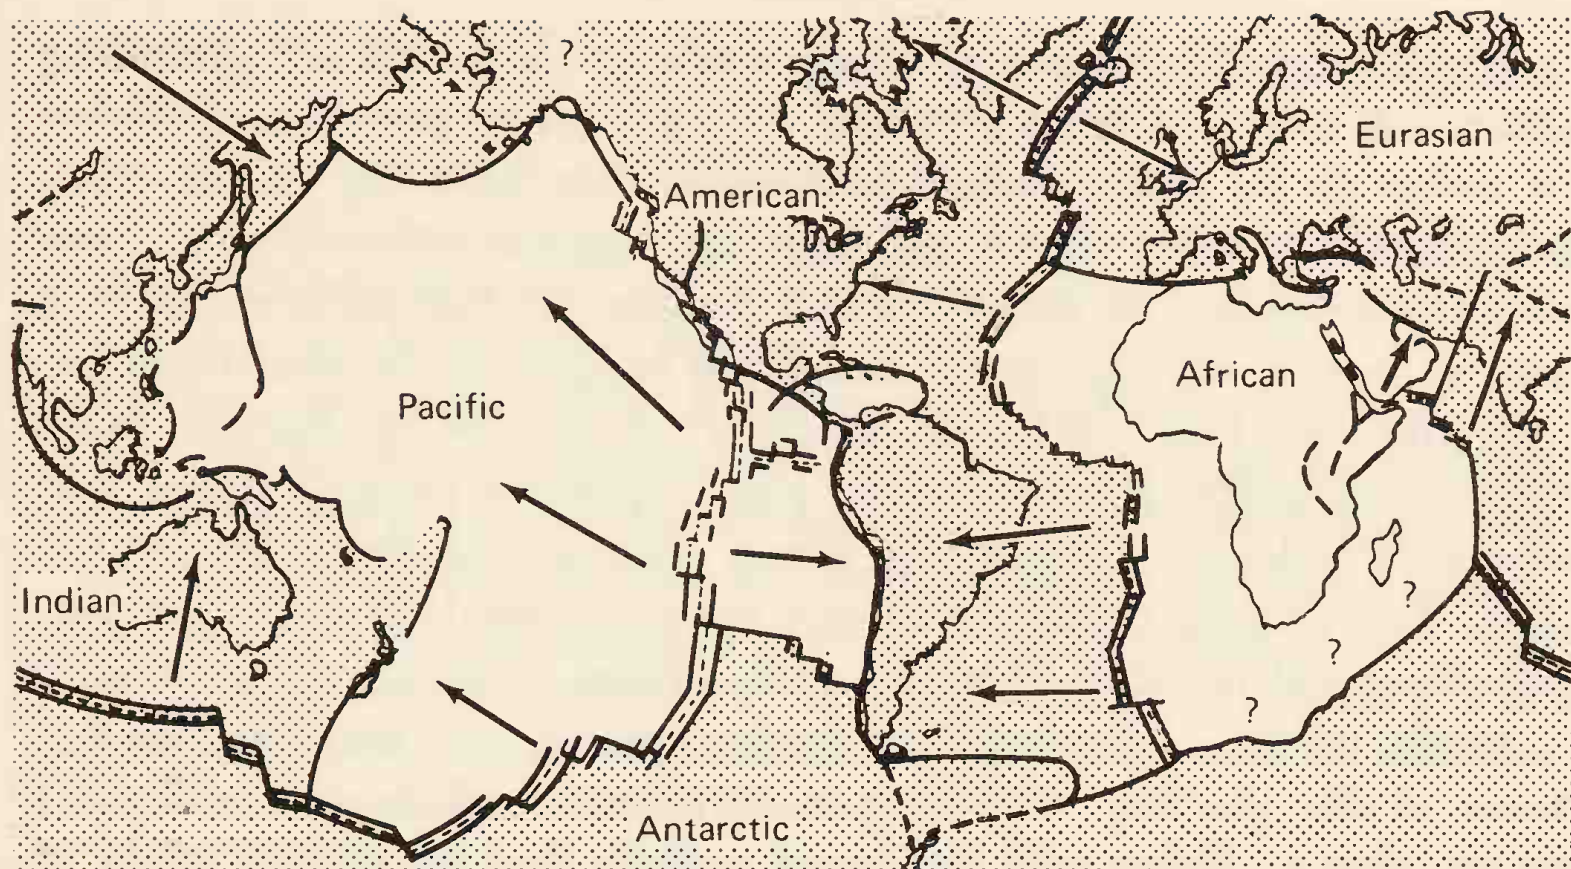 ?
Eurasian
American
African
Pacific
Indian
?
?
?
Antarctic